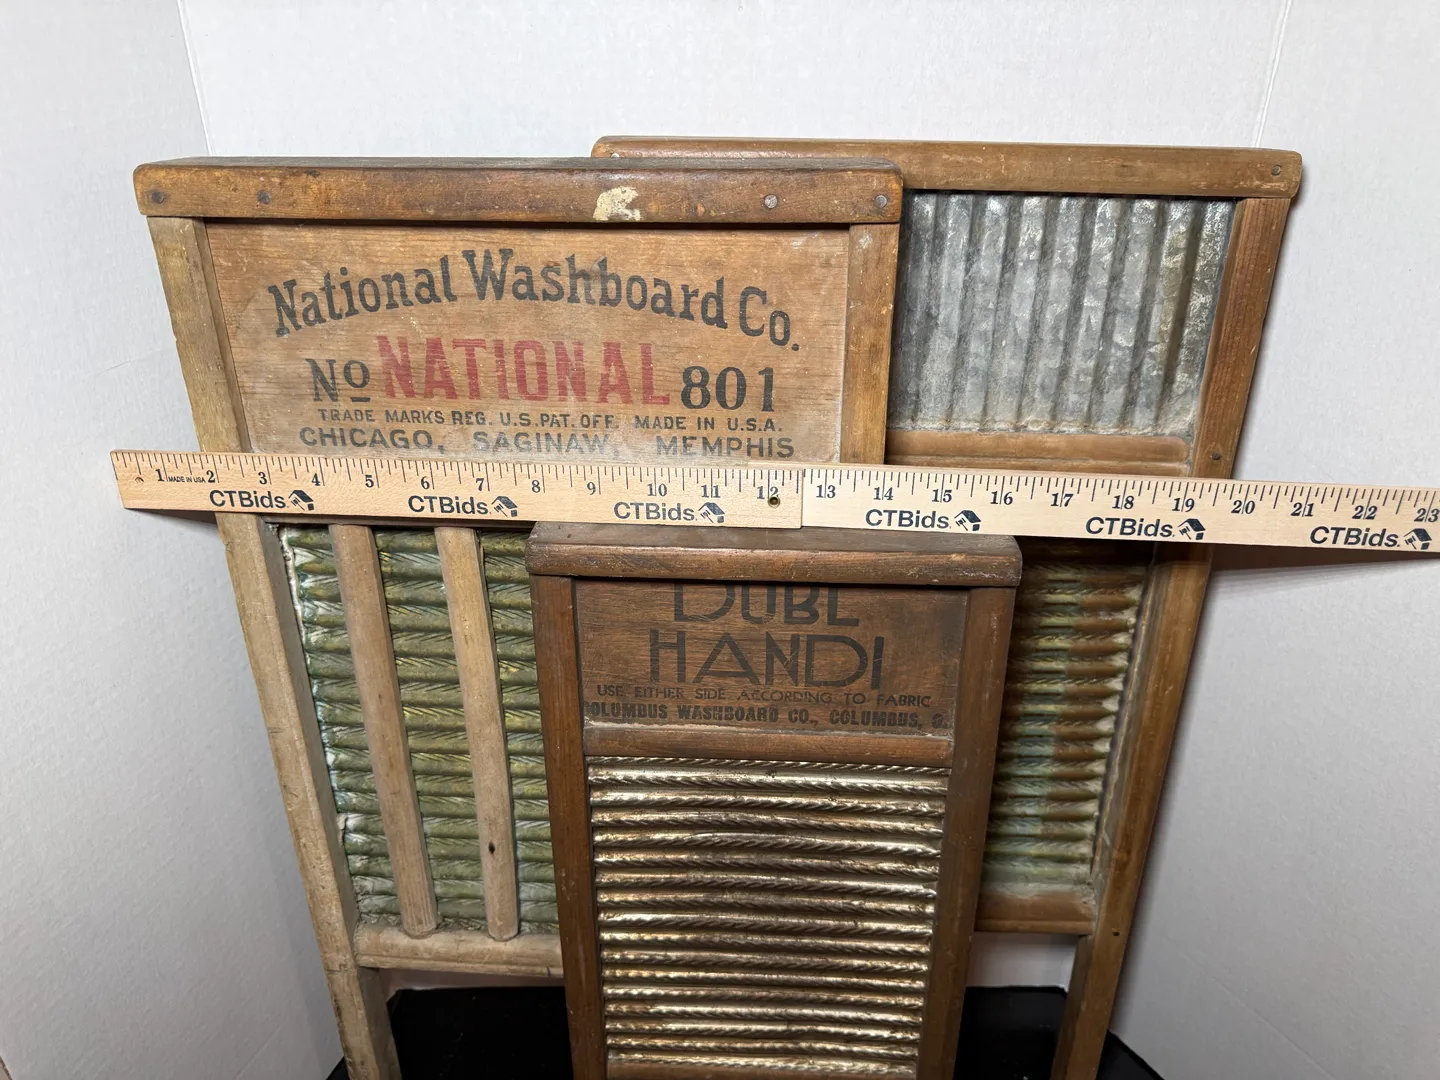 National Washboard Co.
No NATIONAL 801
TRADE MARKS REG. U.S. PAT. OFF. MADE IN U.S.A.
CHICAGO, SAGINAW, MEMPHIS
1 MADE IN USA 2 3 4 5 6 7 8 9 10 11 12 13 14 15 16 17 18 19 20 21 22 23
CTBids CTBids CTBids CTBids CTBids. CTBids.
DUBL
HANDI
USE EITHER SIDE ACCORDING TO FABRIC
COLUMBUS WASHBOARD CO., COLUMBUS, O.